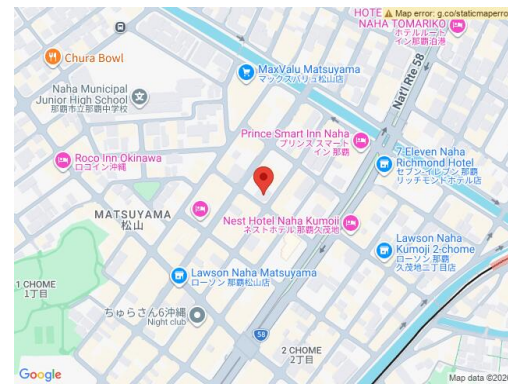 HOTEL
⚠ Map error: g.co/staticmaperro
NAHA TOMARIKO
ホテルルート
イン那覇泊港
Chura Bowl
MaxValu Matsuyama
マックスバリュ松山店
Nat'l Rte 58
Naha Municipal
Junior High School
那覇市立那覇中学校
Prince Smart Inn Naha
プリンス スマート
イン 那覇
7 Eleven Naha
Richmond Hotel
セブン-イレブン 那覇
リッチモンドホテル店
Roco Inn Okinawa
ロコイン沖縄
MATSUYAMA
松山
Nest Hotel Naha Kumoji
ネストホテル那覇久茂地
Lawson Naha
Kumoji 2-chome
ローソン 那覇
久茂地二丁目店
Lawson Naha Matsuyama
ローソン 那覇松山店
1 CHOME
1丁目
ちゅらさん6沖縄
Night club
58
2 CHOME
2丁目
Google
Map data ©2026